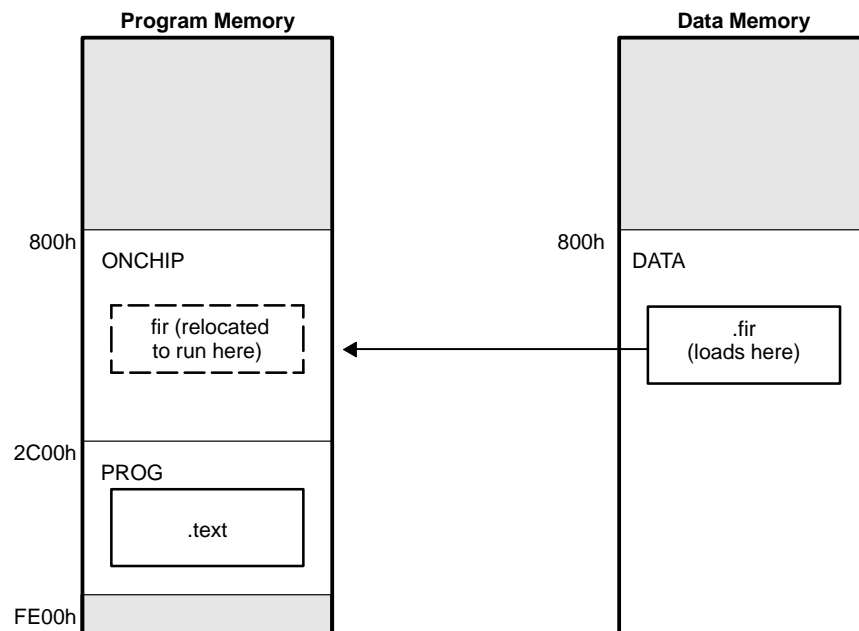 Program Memory
Data Memory
800h
ONCHIP
fir (relocated
to run here)
800h
DATA
.fir
(loads here)
2C00h
PROG
.text
FE00h